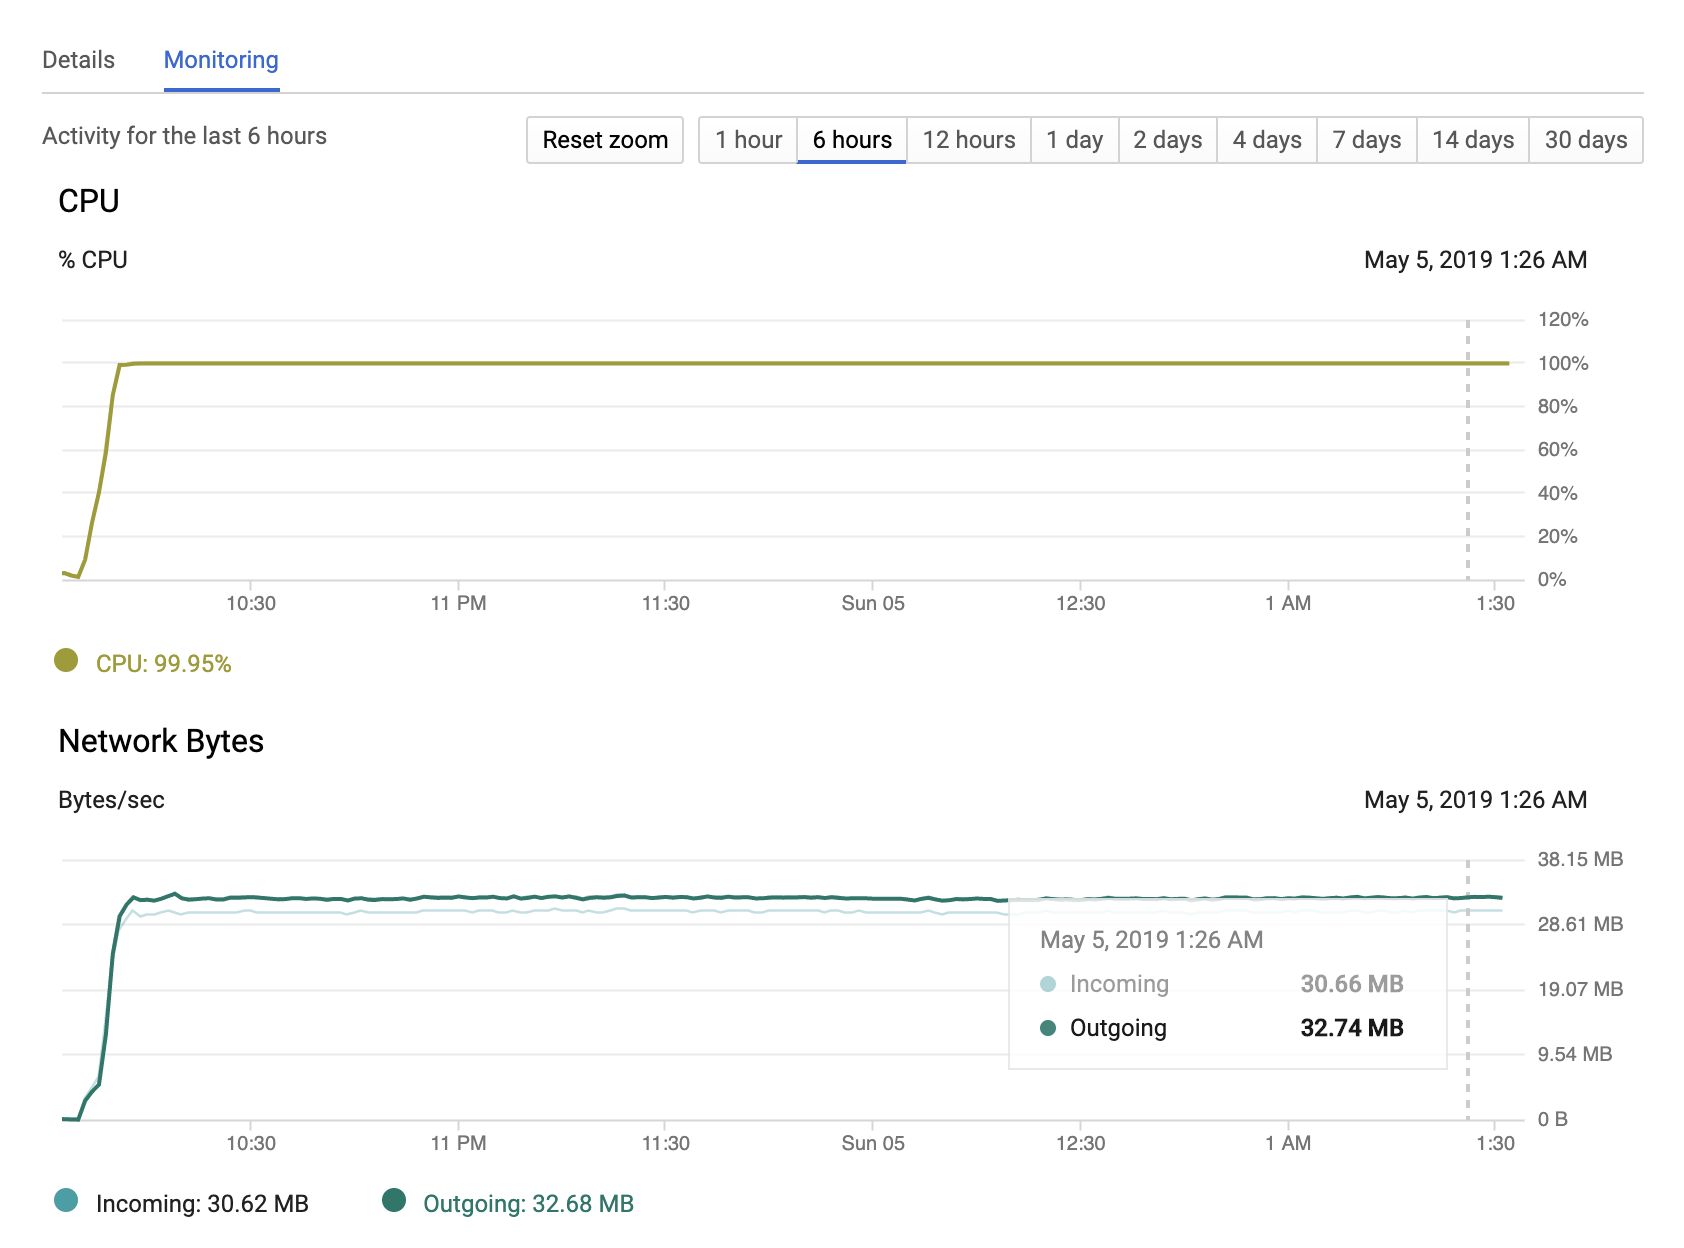 Details Monitoring
Activity for the last 6 hours Reset zoom 1 hour 6 hours 12 hours 1 day 2 days 4 days 7 days 14 days 30 days
CPU
% CPU May 5, 2019 1:26 AM
120%
100%
80%
60%
40%
20%
0%
10:30 11 PM 11:30 Sun 05 12:30 1 AM 1:30
CPU: 99.95%
Network Bytes
Bytes/sec May 5, 2019 1:26 AM
38.15 MB
28.61 MB
May 5, 2019 1:26 AM
Incoming 30.66 MB
19.07 MB
Outgoing 32.74 MB
9.54 MB
0 B
10:30 11 PM 11:30 Sun 05 12:30 1 AM 1:30
Incoming: 30.62 MB Outgoing: 32.68 MB